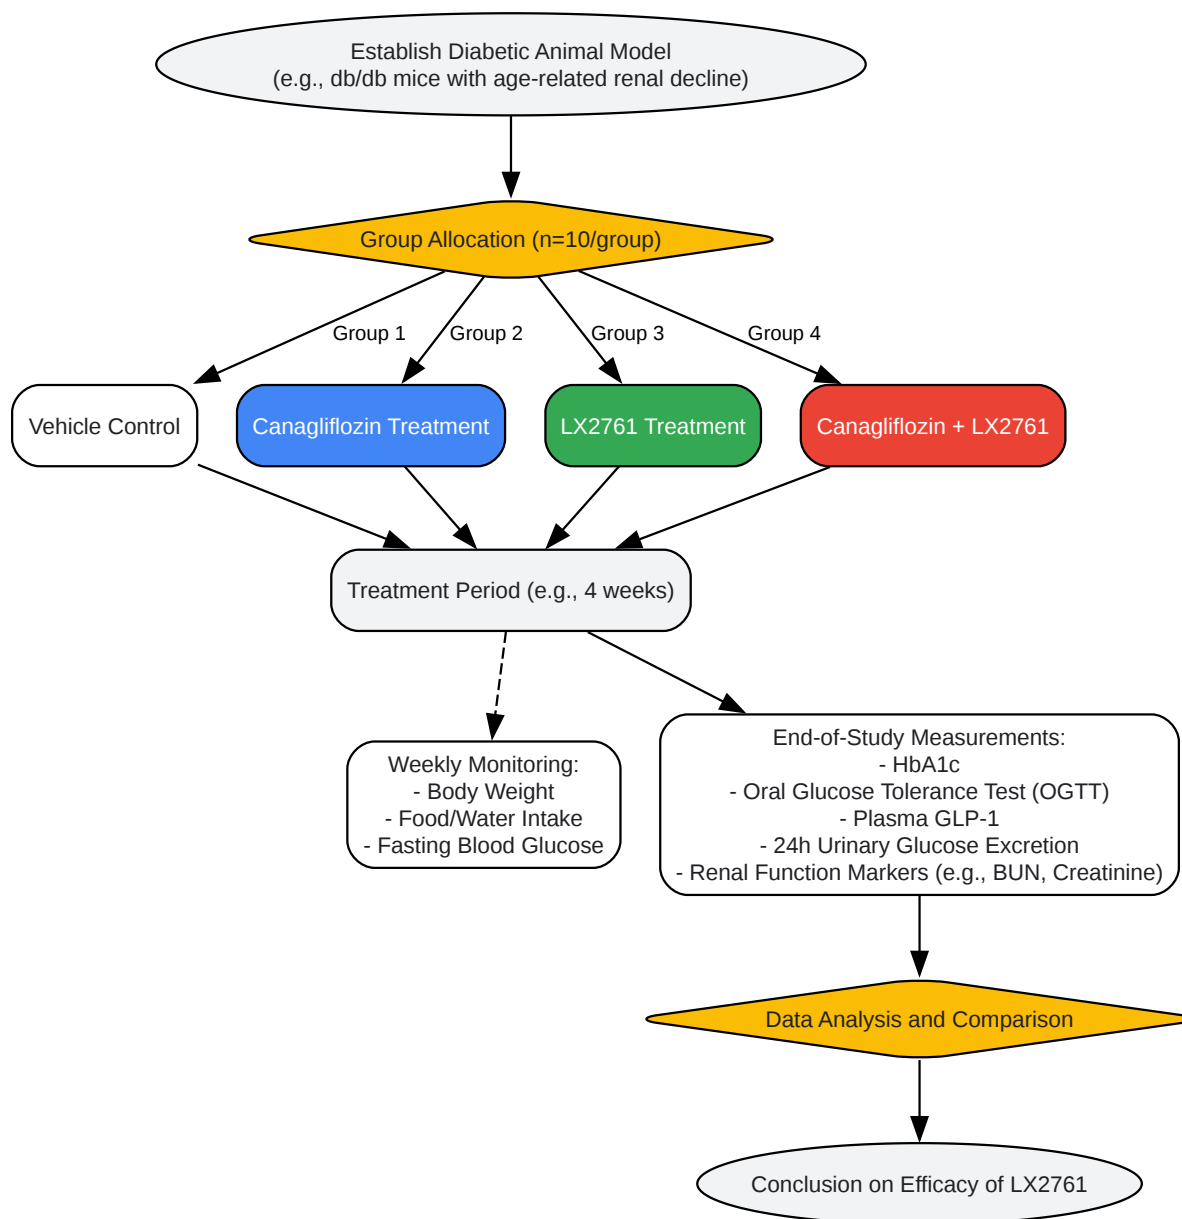 Establish Diabetic Animal Model
(e.g., db/db mice with age-related renal decline)
Group Allocation (n=10/group)
Group 1
Group 2
Group 3
Group 4
Vehicle Control
Canagliflozin Treatment
LX2761 Treatment
Canagliflozin + LX2761
Treatment Period (e.g., 4 weeks)
Weekly Monitoring:
- Body Weight
- Food/Water Intake
- Fasting Blood Glucose
End-of-Study Measurements:
- HbA1c
- Oral Glucose Tolerance Test (OGTT)
- Plasma GLP-1
- 24h Urinary Glucose Excretion
- Renal Function Markers (e.g., BUN, Creatinine)
Data Analysis and Comparison
Conclusion on Efficacy of LX2761